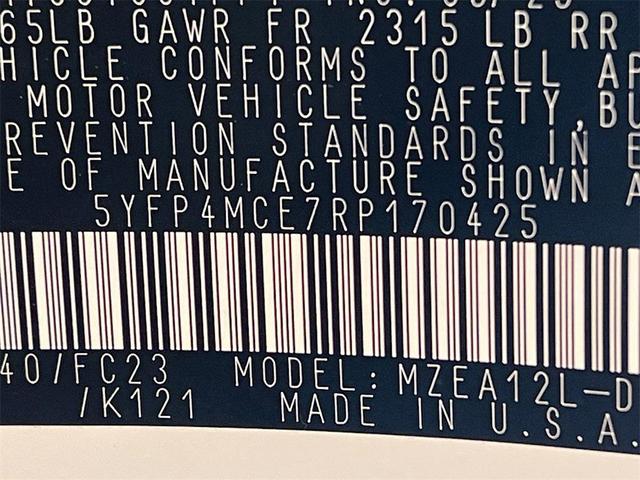 65LB GAWR FR 2315 LB RR
HICLE CONFORMS TO ALL AP
MOTOR VEHICLE SAFETY, BU
REVENTION STANDARDS IN E
E OF MANUFACTURE SHOWN A
5YFP4MCE7RP170425
40/FC23 MODEL: MZEA12L-D
/K121 MADE IN U.S.A.